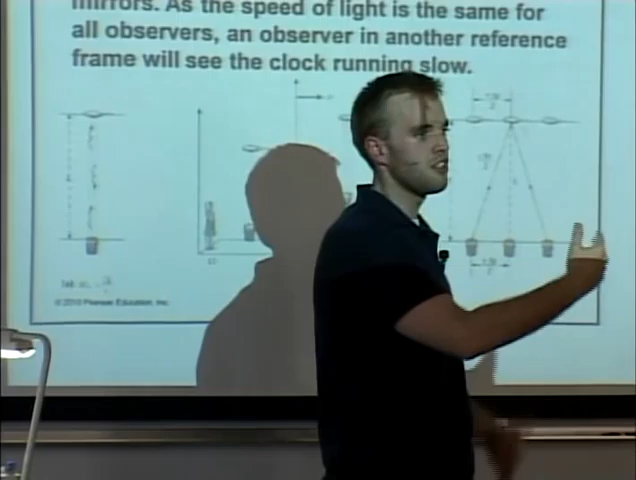 mirrors. As the speed of light is the same for
all observers, an observer in another reference
frame will see the clock running slow.
© 2010 Pearson Education, Inc.